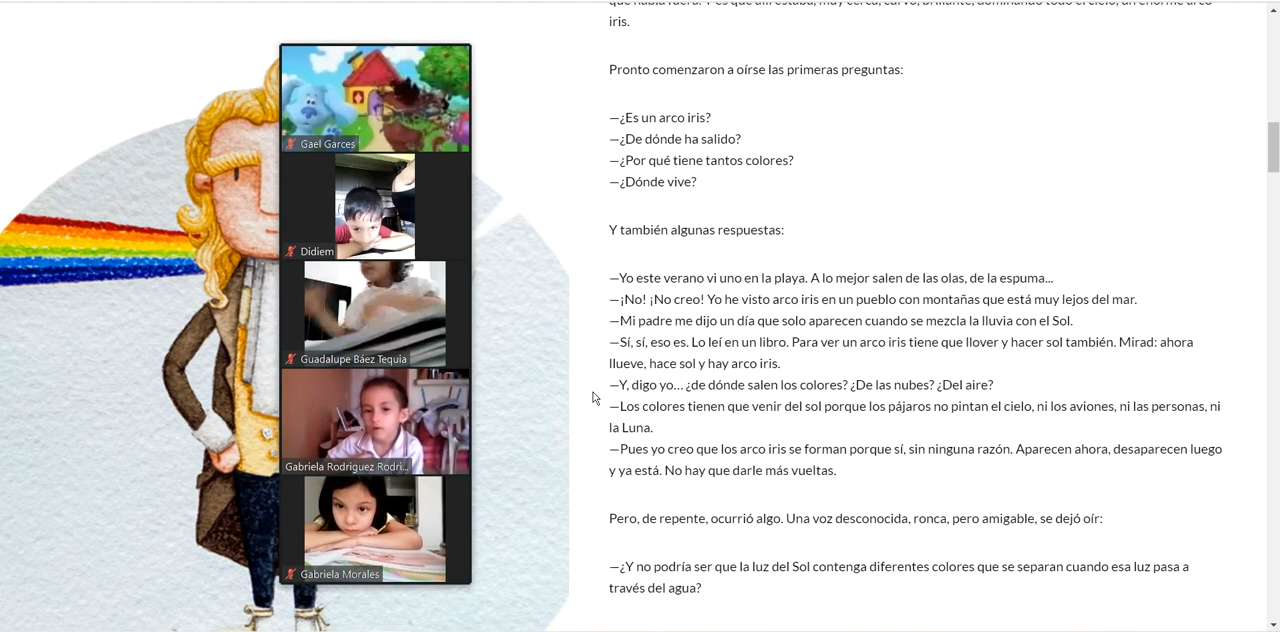 iris.
Pronto comenzaron a oírse las primeras preguntas:
—¿Es un arco iris?
—¿De dónde ha salido?
—¿Por qué tiene tantos colores?
—¿Dónde vive?
Y también algunas respuestas:
—Yo este verano vi uno en la playa. A lo mejor salen de las olas, de la espuma...
—¡No! ¡No creo! Yo he visto arco iris en un pueblo con montañas que está muy lejos del mar.
—Mi padre me dijo un día que solo aparecen cuando se mezcla la lluvia con el Sol.
—Sí, sí, eso es. Lo leí en un libro. Para ver un arco iris tiene que llover y hacer sol también. Mirad: ahora
llueve, hace sol y hay arco iris.
—Y, digo yo... ¿de dónde salen los colores? ¿De las nubes? ¿Del aire?
—Los colores tienen que venir del sol porque los pájaros no pintan el cielo, ni los aviones, ni las personas, ni
la Luna.
—Pues yo creo que los arco iris se forman porque sí, sin ninguna razón. Aparecen ahora, desaparecen luego
y ya está. No hay que darle más vueltas.
Pero, de repente, ocurrió algo. Una voz desconocida, ronca, pero amigable, se dejó oír:
—¿Y no podría ser que la luz del Sol contenga diferentes colores que se separan cuando esa luz pasa a
través del agua?
Gael Garces
Didiem
Guadalupe Báez Tequia
Gabriela Rodriguez Rodri...
Gabriela Morales